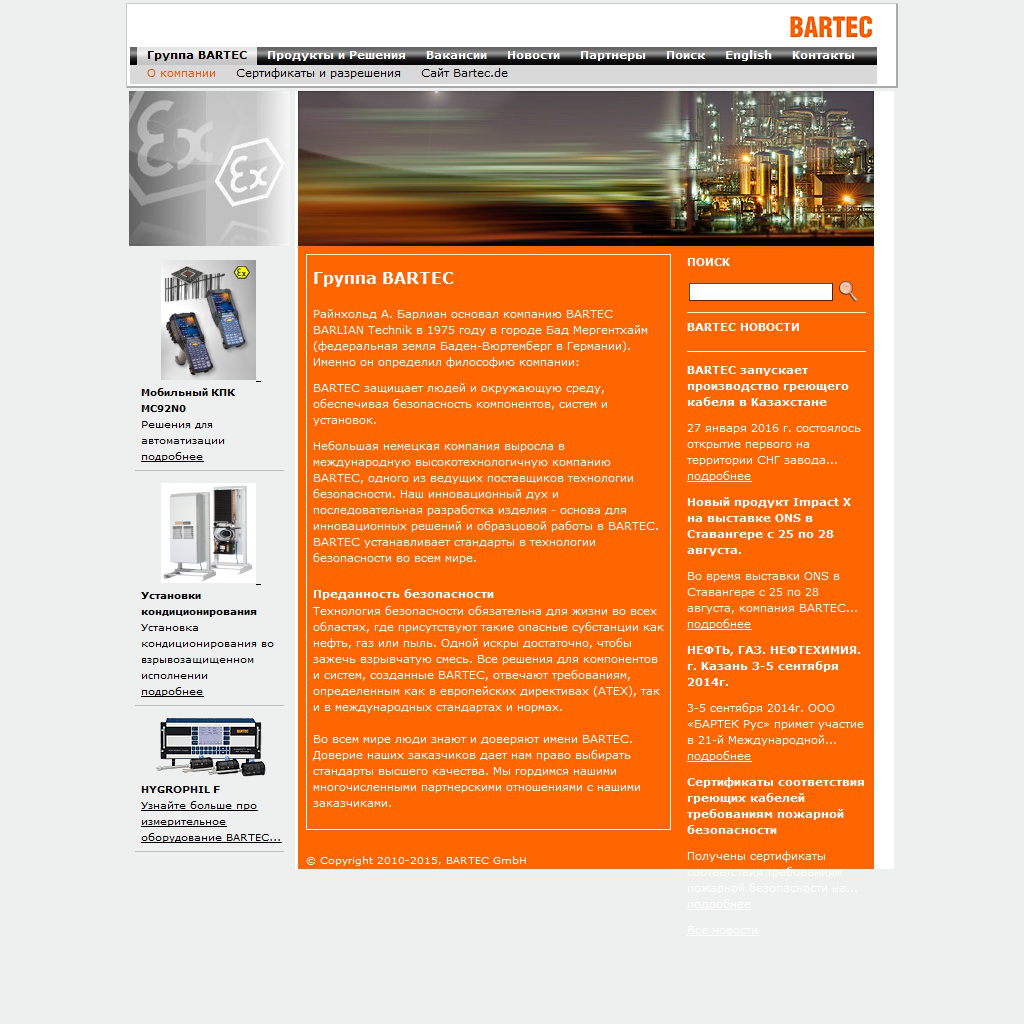 BARTEC
Группа BARTEC Продукты и Решения Вакансии Новости Партнеры Поиск English Контакты
О компании Сертификаты и разрешения Сайт Bartec.de
Ex
Ex
Ex
Мобильный КПК
MC92N0
Решения для
автоматизации
подробнее
Установки
кондиционирования
Установка
кондиционирования во
взрывозащищенном
исполнении
подробнее
BARTEC
HYGROPHIL F
Узнайте больше про
измерительное
оборудование BARTEC...
Группа BARTEC
Райнхольд А. Барлиан основал компанию BARTEC
BARLIAN Technik в 1975 году в городе Бад Мергентхайм
(федеральная земля Баден-Вюртемберг в Германии).
Именно он определил философию компании:
BARTEC защищает людей и окружающую среду,
обеспечивая безопасность компонентов, систем и
установок.
Небольшая немецкая компания выросла в
международную высокотехнологичную компанию
BARTEC, одного из ведущих поставщиков технологии
безопасности. Наш инновационный дух и
последовательная разработка изделия - основа для
инновационных решений и образцовой работы в BARTEC.
BARTEC устанавливает стандарты в технологии
безопасности во всем мире.
Преданность безопасности
Технология безопасности обязательна для жизни во всех
областях, где присутствуют такие опасные субстанции как
нефть, газ или пыль. Одной искры достаточно, чтобы
зажечь взрывчатую смесь. Все решения для компонентов
и систем, созданные BARTEC, отвечают требованиям,
определенным как в европейских директивах (ATEX), так
и в международных стандартах и нормах.
Во всем мире люди знают и доверяют имени BARTEC.
Доверие наших заказчиков дает нам право выбирать
стандарты высшего качества. Мы гордимся нашими
многочисленными партнерскими отношениями с нашими
заказчиками.
© Copyright 2010-2015, BARTEC GmbH
ПОИСК
BARTEC НОВОСТИ
BARTEC запускает
производство греющего
кабеля в Казахстане
27 января 2016 г. состоялось
открытие первого на
территории СНГ завода...
подробнее
Новый продукт Impact X
на выставке ONS в
Ставангере с 25 по 28
августа.
Во время выставки ONS в
Ставангере с 25 по 28
августа, компания BARTEC...
подробнее
НЕФТЬ, ГАЗ. НЕФТЕХИМИЯ.
г. Казань 3-5 сентября
2014г.
3-5 сентября 2014г. ООО
«БАРТЕК Рус» примет участие
в 21-й Международной...
подробнее
Сертификаты соответствия
греющих кабелей
требованиям пожарной
безопасности
Получены сертификаты
соответствия требованиям
пожарной безопасности на...
подробнее
Все новости